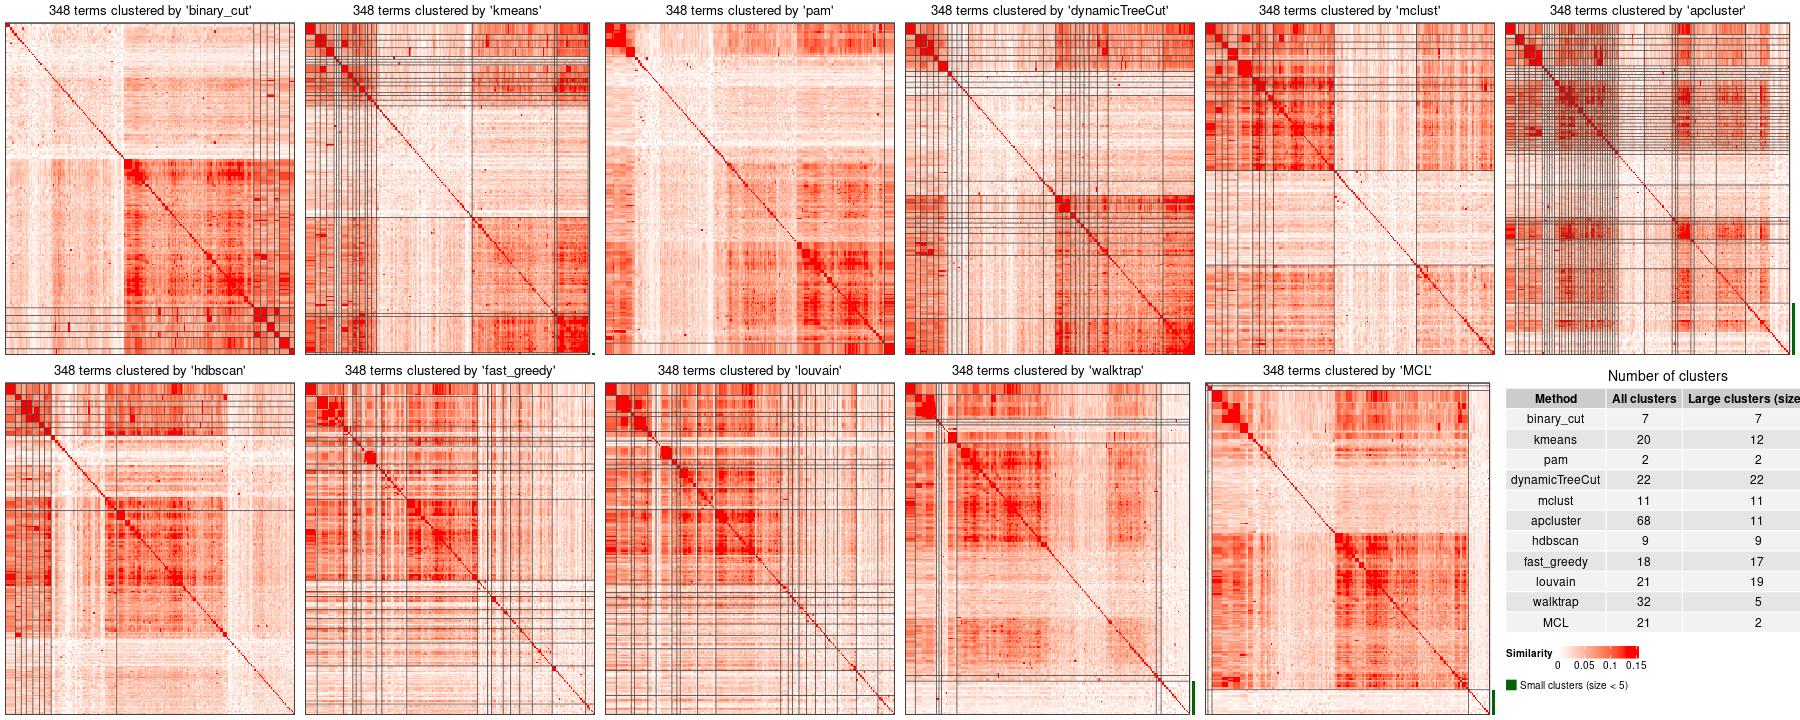 348 terms clustered by 'binary_cut'
348 terms clustered by 'kmeans'
348 terms clustered by 'pam'
348 terms clustered by 'dynamicTreeCut'
348 terms clustered by 'mclust'
348 terms clustered by 'apcluster'
348 terms clustered by 'hdbscan'
348 terms clustered by 'fast_greedy'
348 terms clustered by 'louvain'
348 terms clustered by 'walktrap'
348 terms clustered by 'MCL'
Number of clusters
Method All clusters Large clusters (size
binary_cut 7 7
kmeans 20 12
pam 2 2
dynamicTreeCut 22 22
mclust 11 11
apcluster 68 11
hdbscan 9 9
fast_greedy 18 17
louvain 21 19
walktrap 32 5
MCL 21 2
Similarity
0 0.05 0.1 0.15
Small clusters (size < 5)